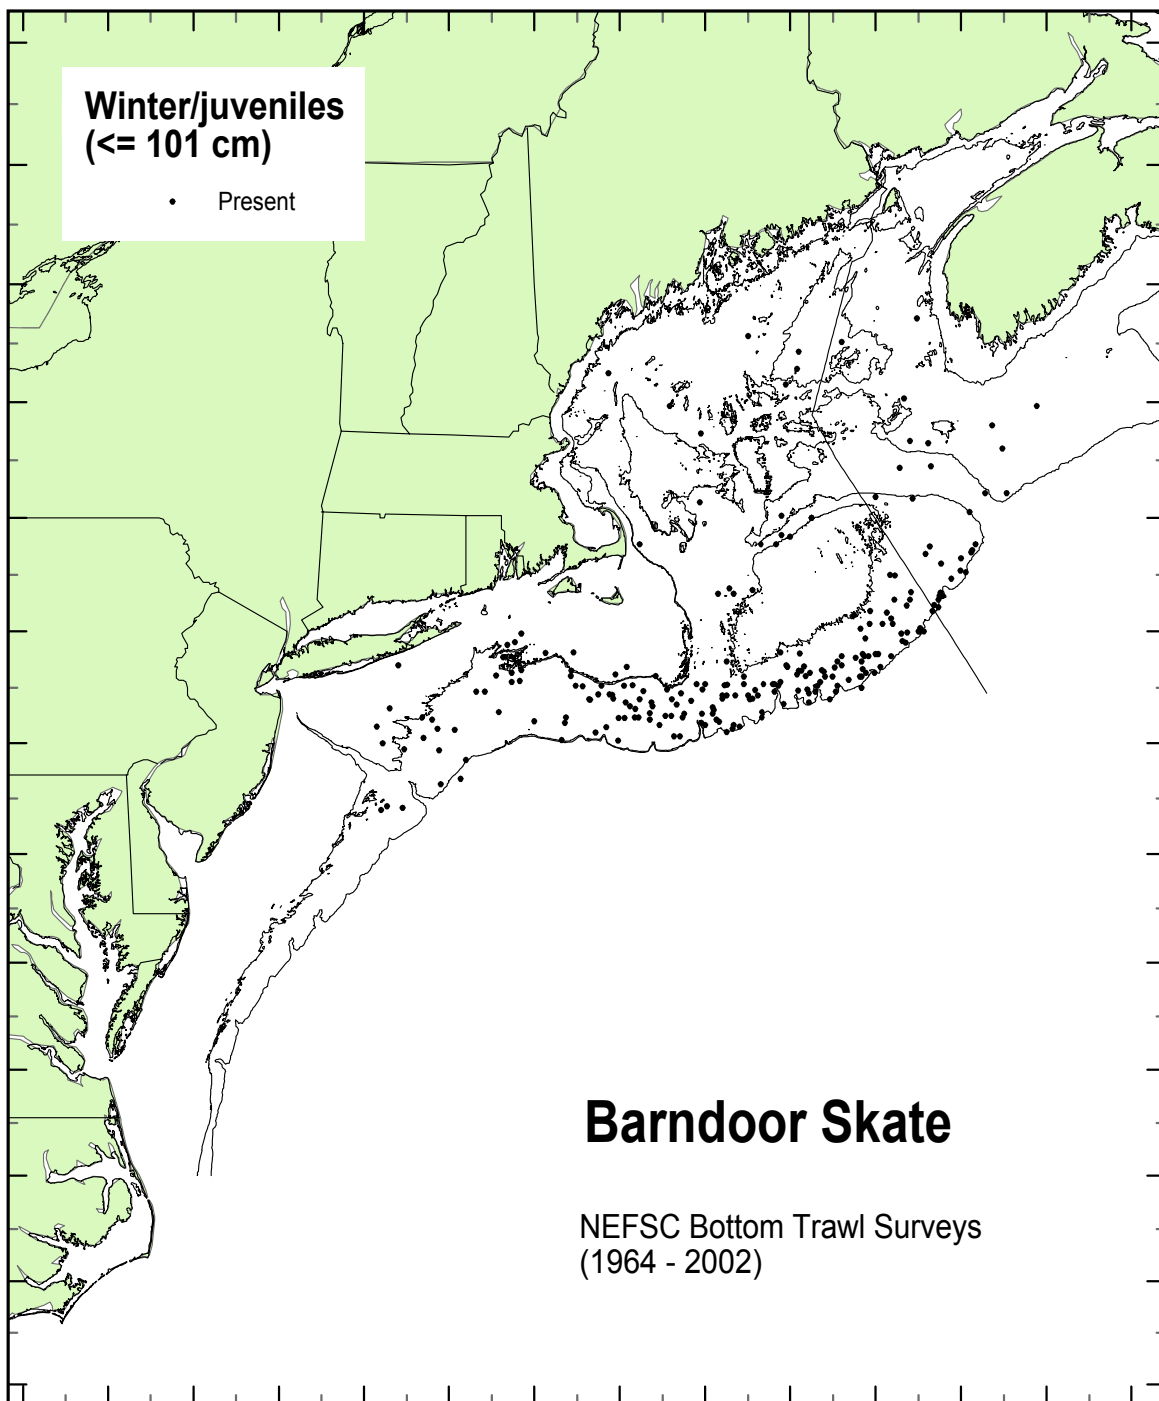 Winter/juveniles
(<= 101 cm)
Present
Barndoor Skate
NEFSC Bottom Trawl Surveys
(1964 - 2002)